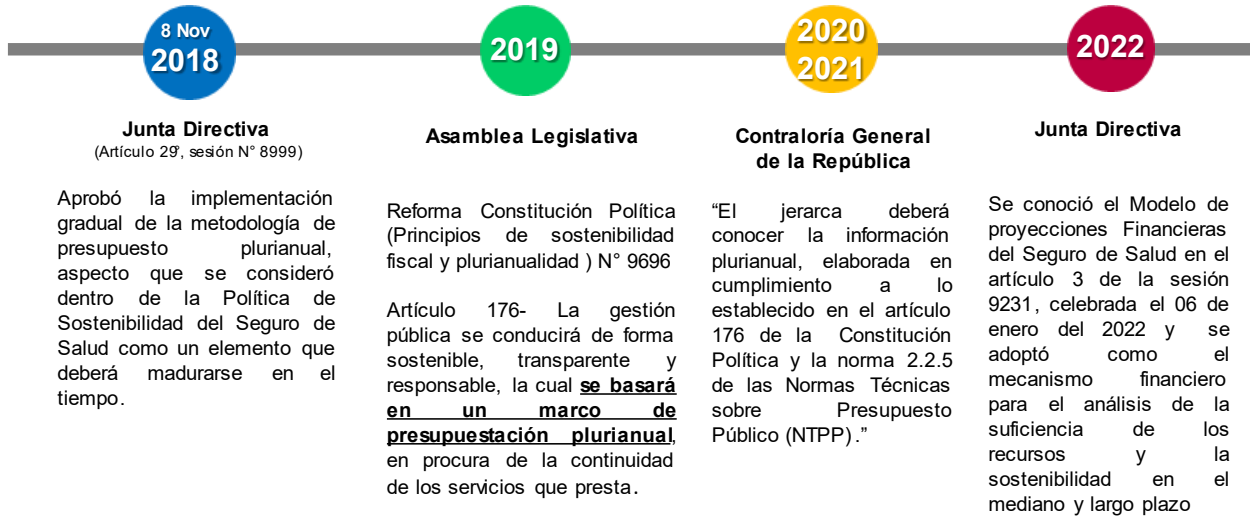 8 Nov
2018
Junta Directiva
(Artículo 29°, sesión N° 8999)
Aprobó la implementación
gradual de la metodología de
presupuesto plurianual,
aspecto que se consideró
dentro de la Política de
Sostenibilidad del Seguro de
Salud como un elemento que
deberá madurarse en el
tiempo.
2019
Asamblea Legislativa
Reforma Constitución Política
(Principios de sostenibilidad
fiscal y plurianualidad ) N° 9696
Artículo 176- La gestión
pública se conducirá de forma
sostenible, transparente y
responsable, la cual se basará
en un marco de
presupuestación plurianual,
en procura de la continuidad
de los servicios que presta.
2020
2021
Contraloría General
de la República
“El jerarca deberá
conocer la información
plurianual, elaborada en
cumplimiento a lo
establecido en el artículo
176 de la Constitución
Política y la norma 2.2.5
de las Normas Técnicas
sobre Presupuesto
Público (NTPP).”
2022
Junta Directiva
Se conoció el Modelo de
proyecciones Financieras
del Seguro de Salud en el
artículo 3 de la sesión
9231, celebrada el 06 de
enero del 2022 y se
adoptó como el
mecanismo financiero
para el análisis de la
suficiencia de los
recursos y la
sostenibilidad en el
mediano y largo plazo